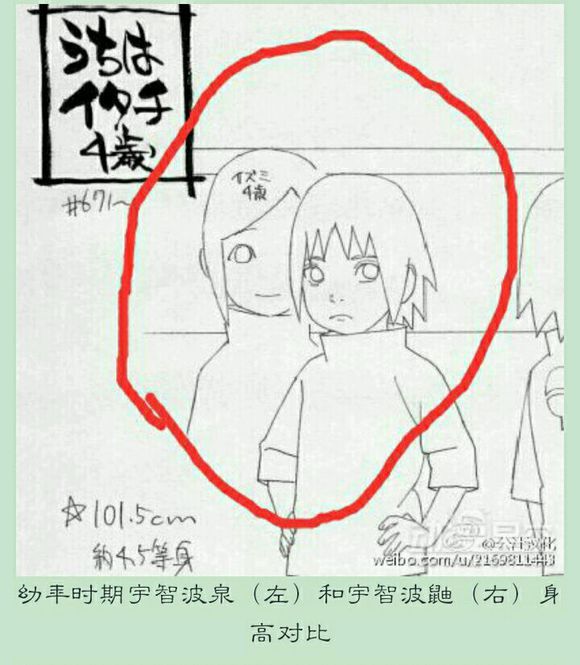 うちは
イタチ
4歳
#671~
イズミ
4歳
☆101.5cm
約4.5等身
weibo.com/u/2169811443
幼年时期宇智波泉（左）和宇智波鼬（右）身
高对比